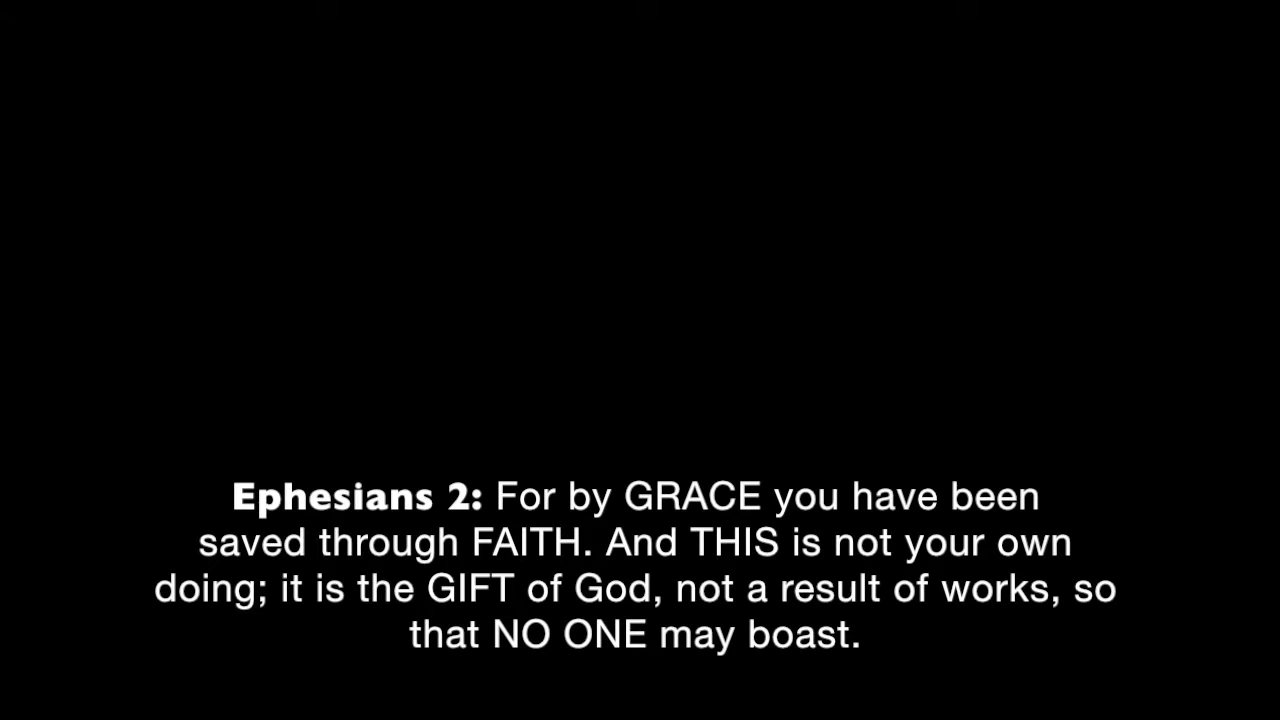 Ephesians 2: For by GRACE you have been
saved through FAITH. And THIS is not your own
doing; it is the GIFT of God, not a result of works, so
that NO ONE may boast.